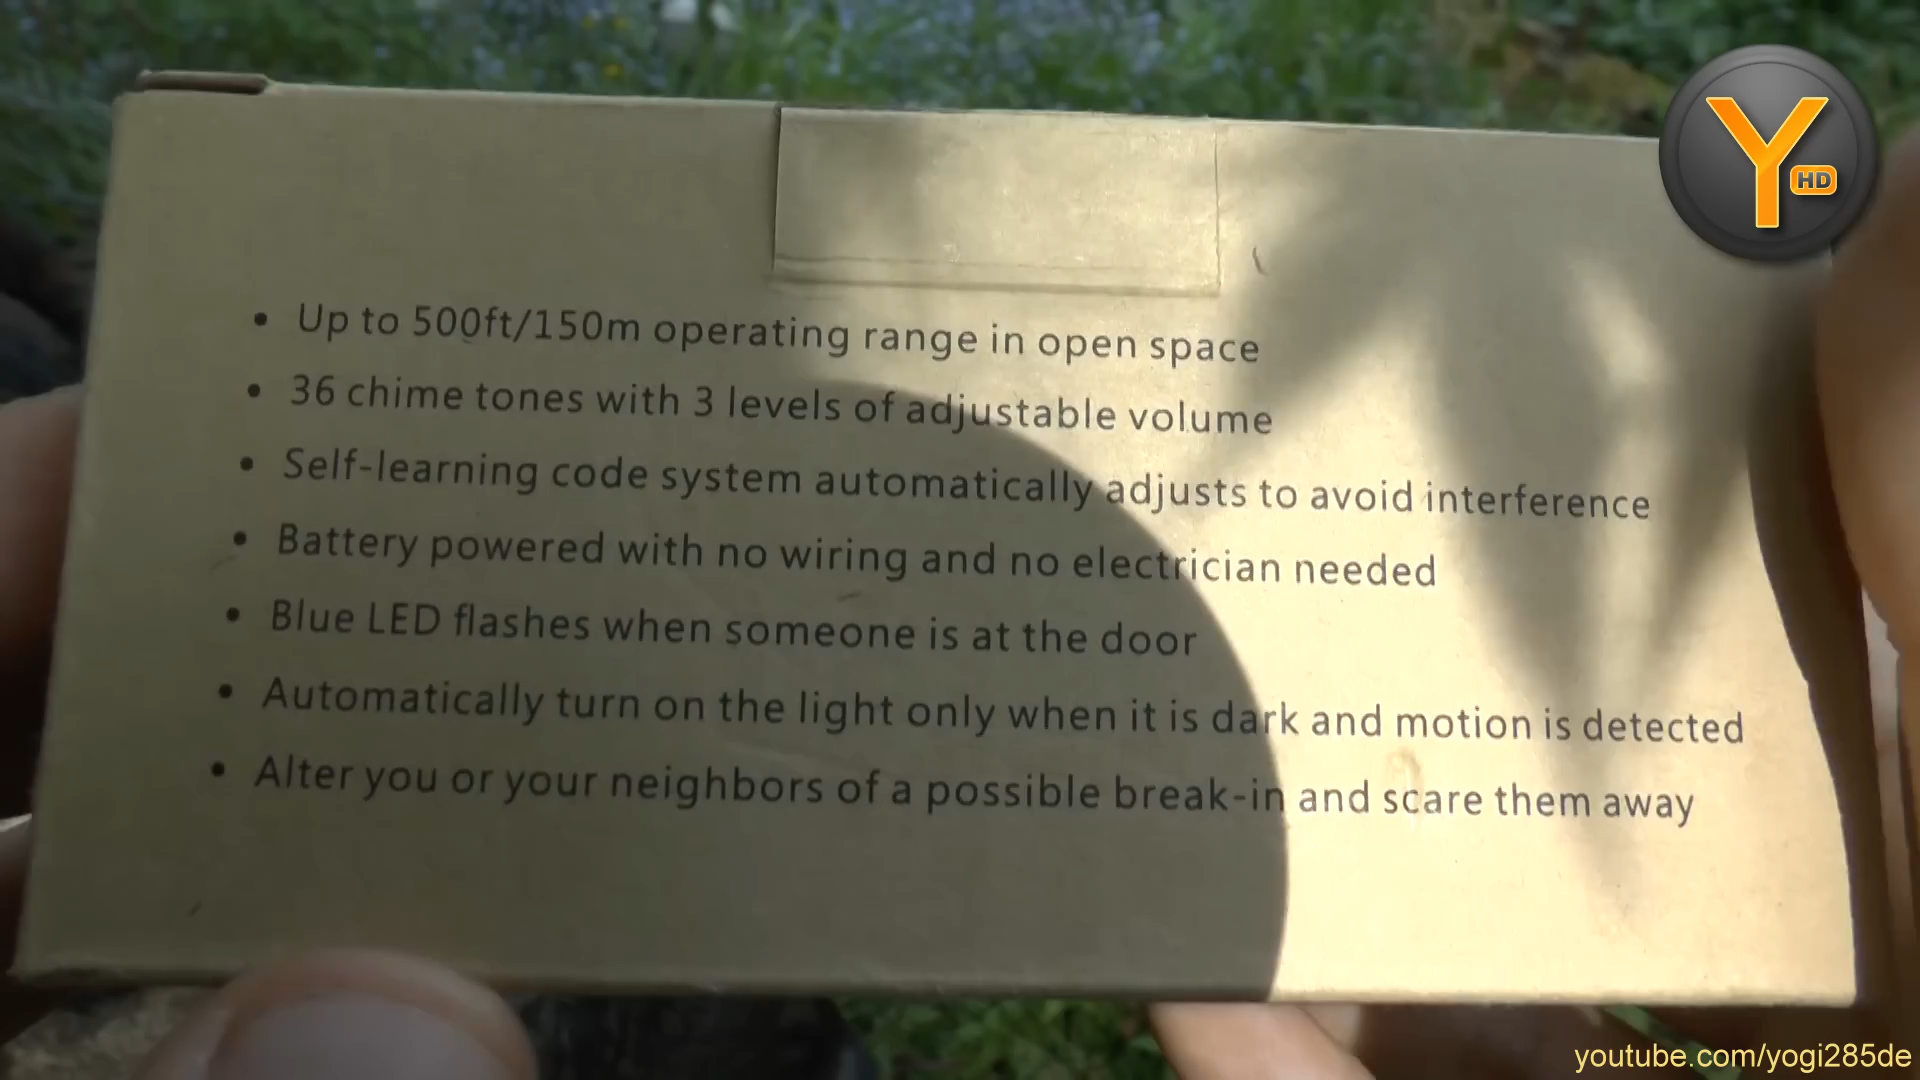 Y
HD
• Up to 500ft/150m operating range in open space
• 36 chime tones with 3 levels of adjustable volume
• Self-learning code system automatically adjusts to avoid interference
• Battery powered with no wiring and no electrician needed
• Blue LED flashes when someone is at the door
• Automatically turn on the light only when it is dark and motion is detected
• Alter you or your neighbors of a possible break-in and scare them away
youtube.com/yogi285de